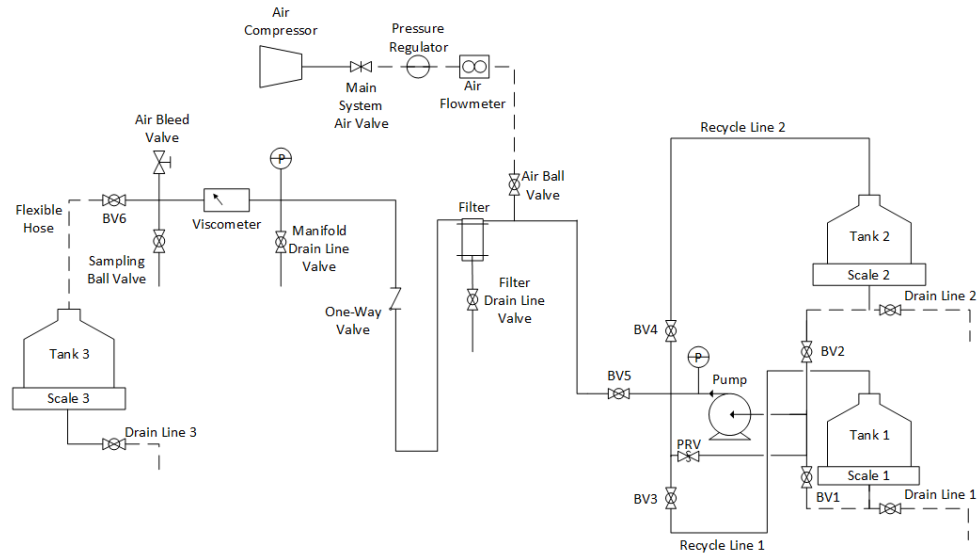 Air
Compressor
Pressure
Regulator
Main
System
Air Valve
Air
Flowmeter
Recycle Line 2
Air Bleed
Valve
P
Air Ball
Valve
Flexible
Hose
BV6
Viscometer
Filter
Manifold
Drain Line
Valve
Sampling
Ball Valve
Tank 2
Scale 2
Filter
Drain Line
Valve
Drain Line 2
One-Way
Valve
BV4
BV2
Tank 3
Scale 3
P
BV5
Pump
Drain Line 3
Tank 1
PRV
S
Scale 1
BV3
BV1
Drain Line 1
Recycle Line 1